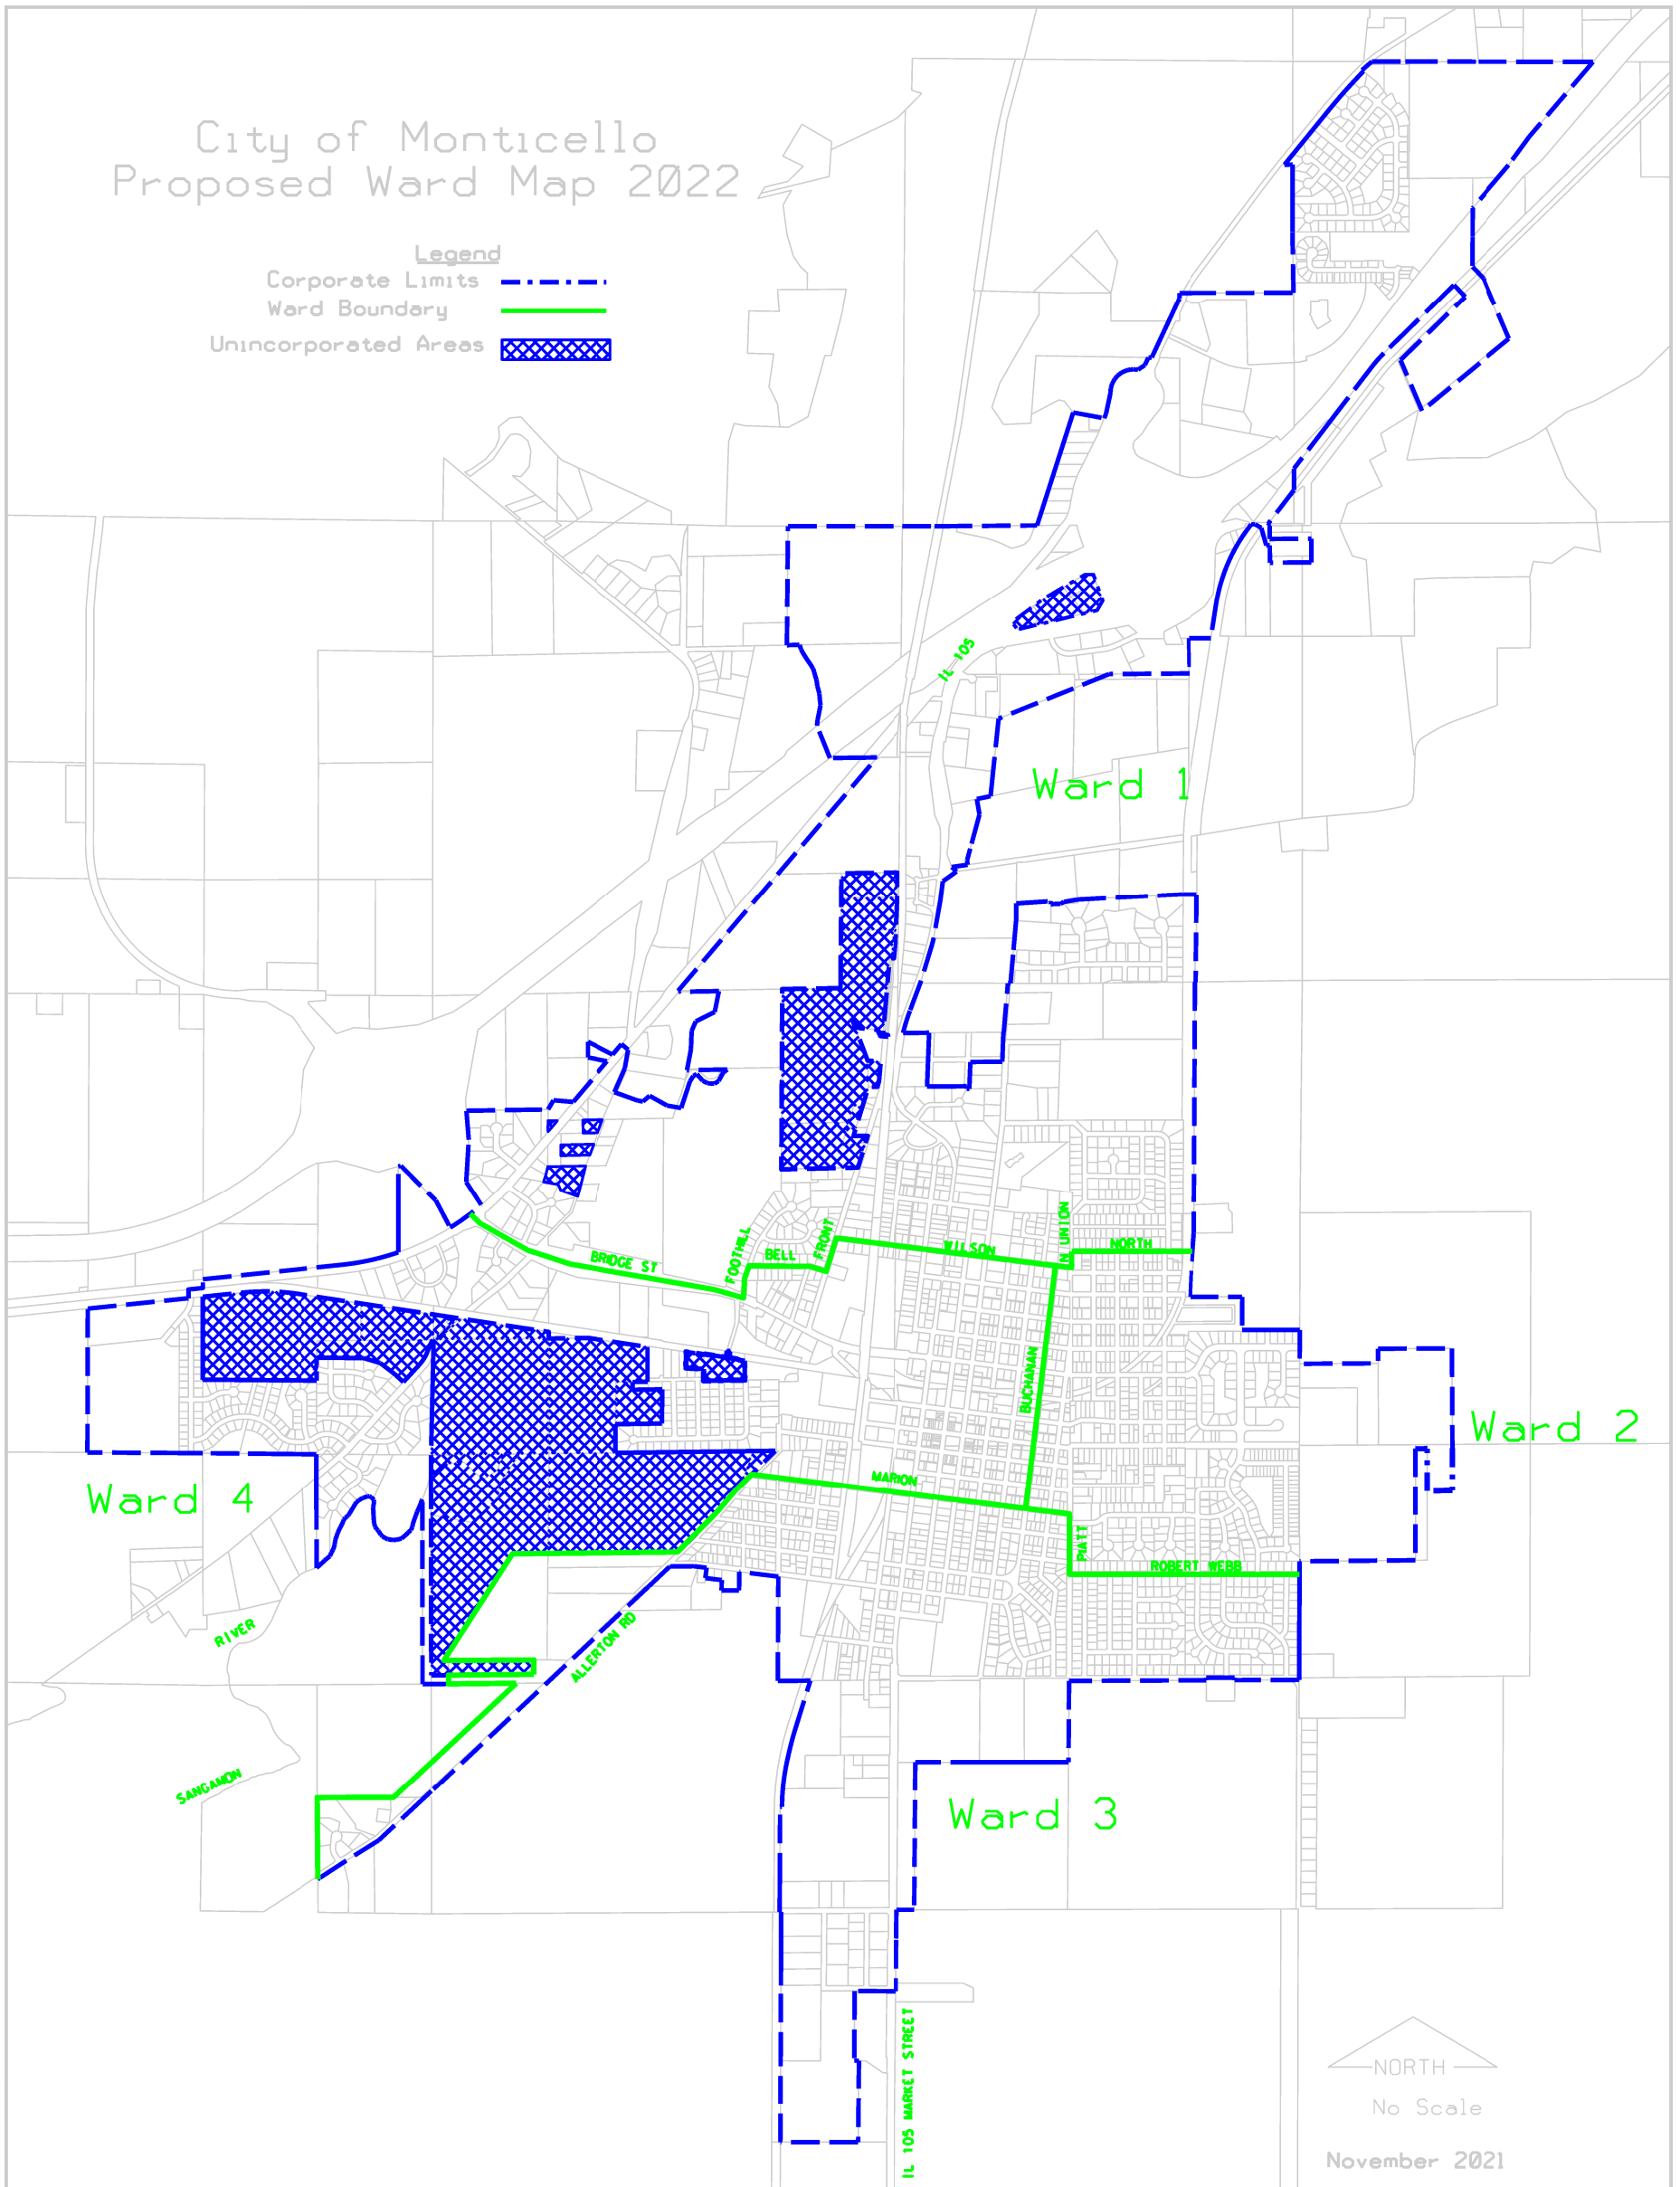 City of Monticello
Proposed Ward Map 2022
Legend
Corporate Limits
Ward Boundary
Unincorporated Areas
IL 105
Ward 1
N UNION
NORTH
WILSON
FRONT
BELL
FOOTHILL
BRIDGE ST
BUCHANAN
Ward 2
Ward 4
MARION
PIATT
ROBERT WEBB
RIVER
ALLERTON RD
SANGAMON
Ward 3
IL 105 MARKET STREET
NORTH
No Scale
November 2021